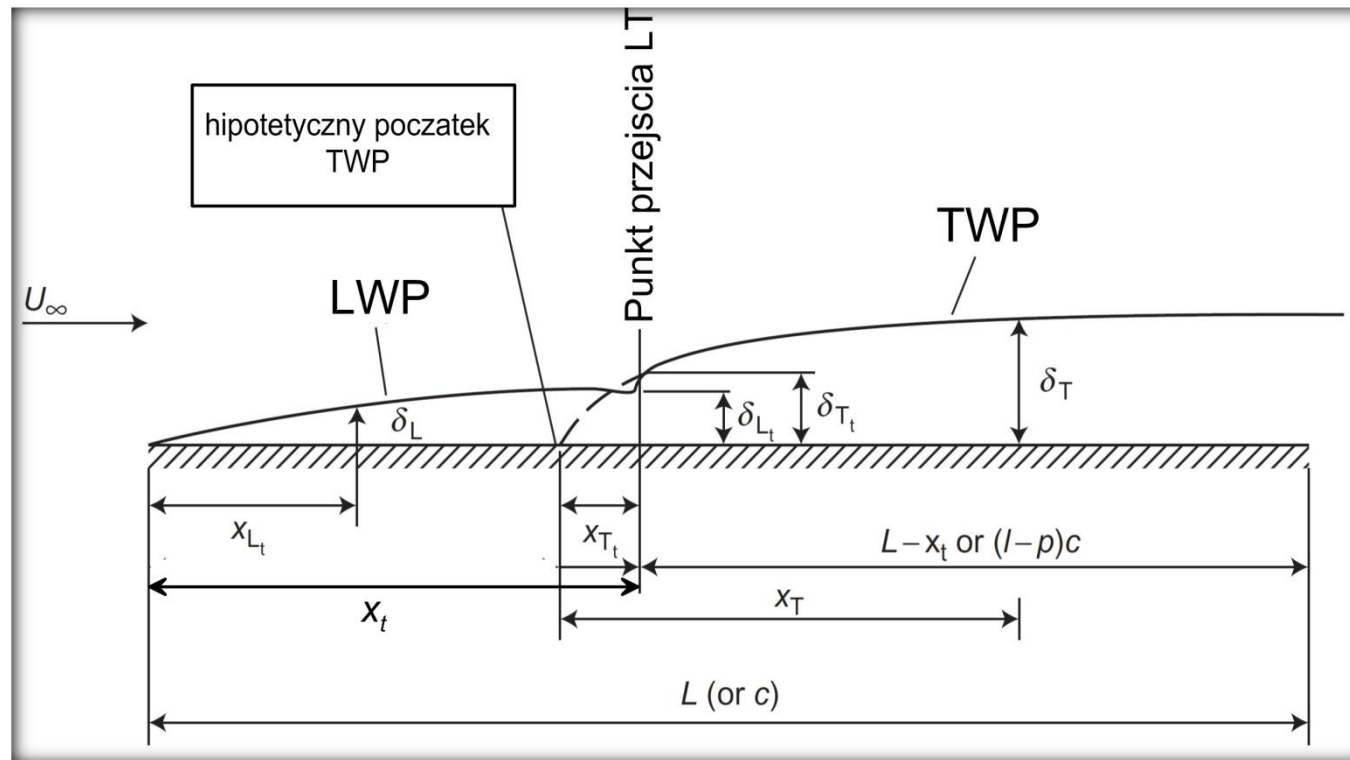 Punkt przejscia LT
hipotetyczny poczatek
TWP
TWP
LWP
U∞
δL
δLt
δTt
δT
xLt
xTt
L – xt or (l–p)c
xt
xT
L (or c)